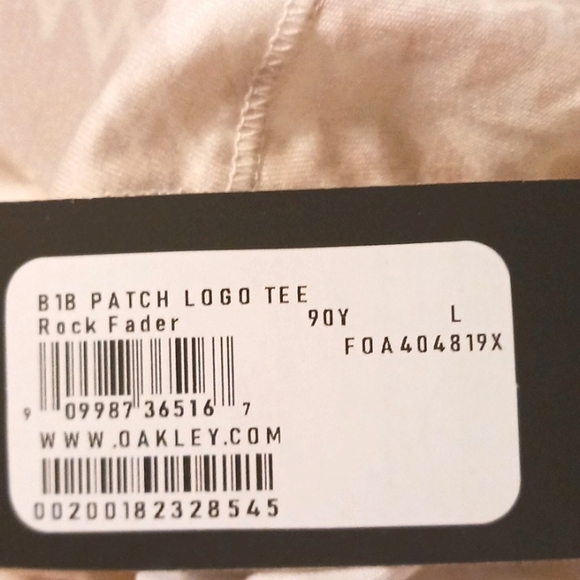 B1B PATCH LOGO TEE
Rock Fader 90Y L
FOA404819X
9 09987 36516 7
WWW.OAKLEY.COM
00200182328545